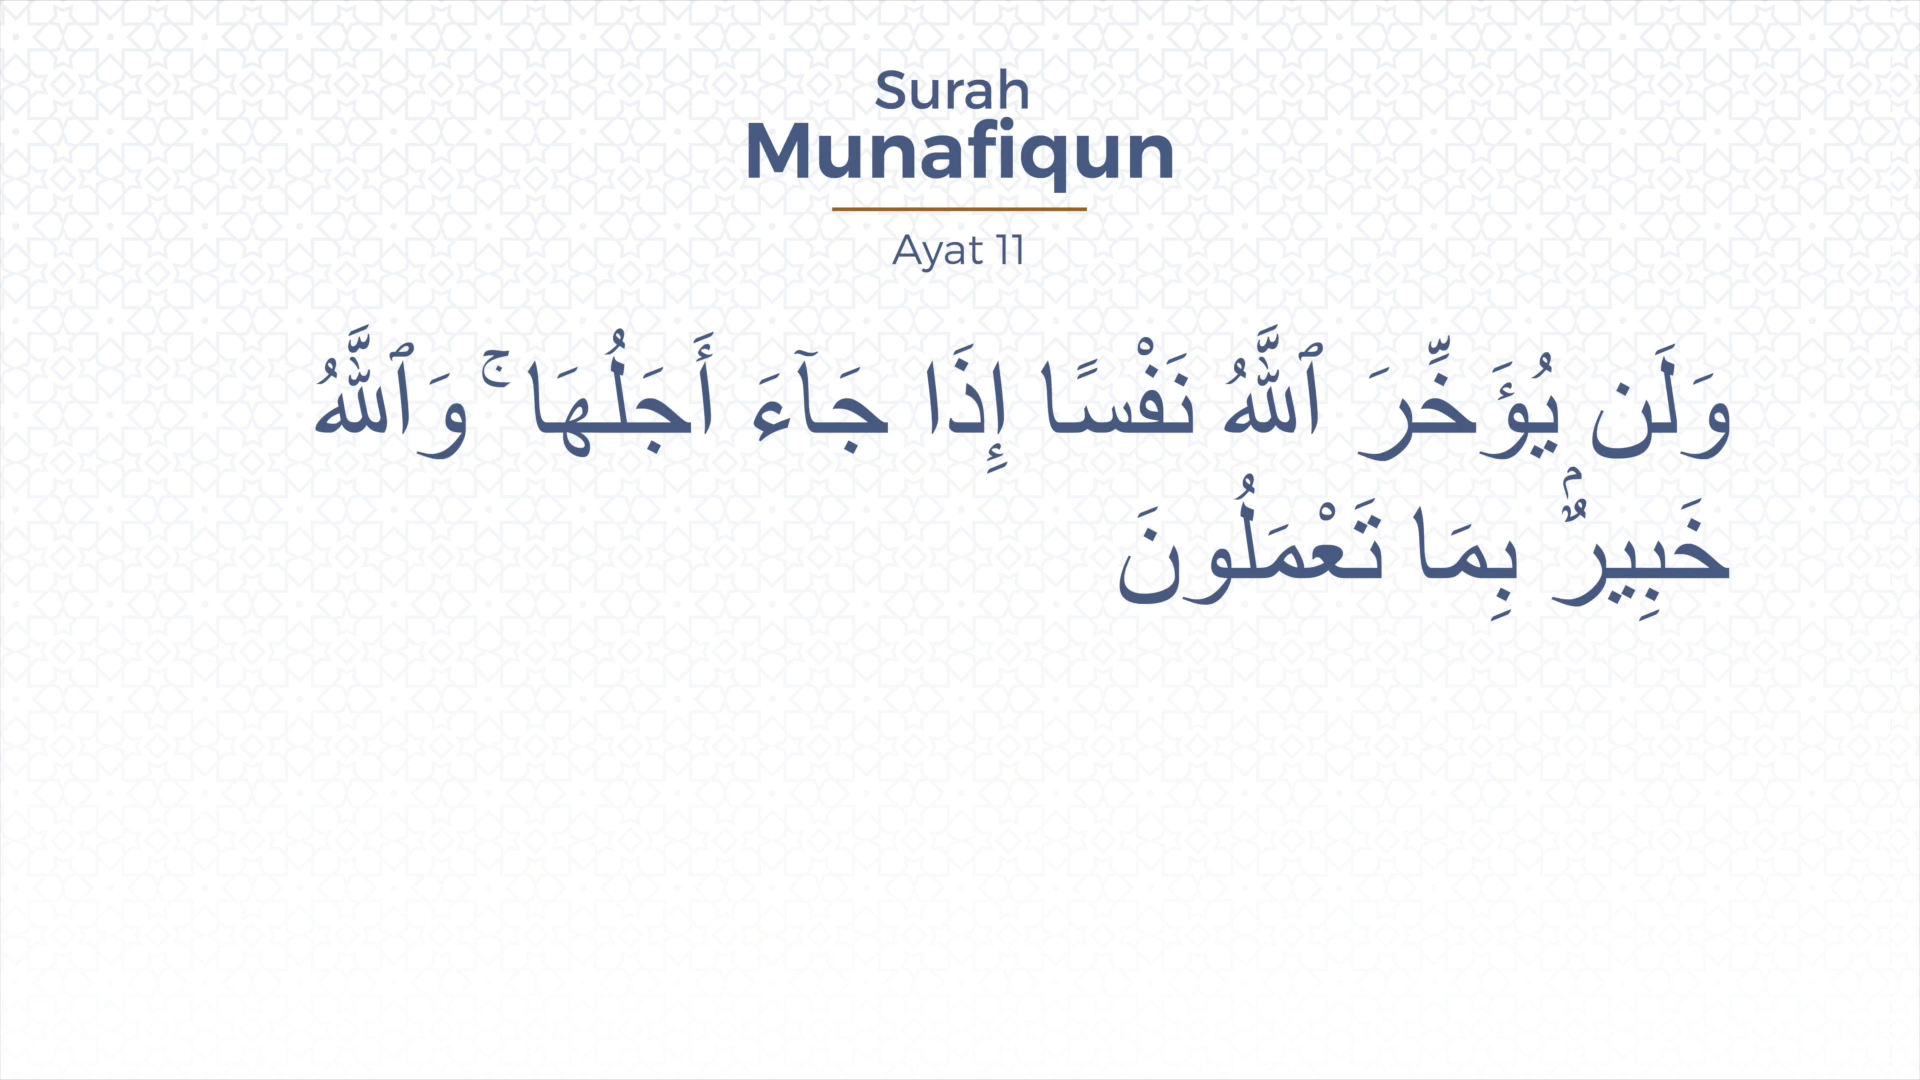 Surah
Munafiqun
Ayat 11
وَلَن يُؤَخِّرَ ٱللَّهُ نَفْسًا إِذَا جَآءَ أَجَلُهَا ۚ وَٱللَّهُ
خَبِيرٌۢ بِمَا تَعْمَلُونَ